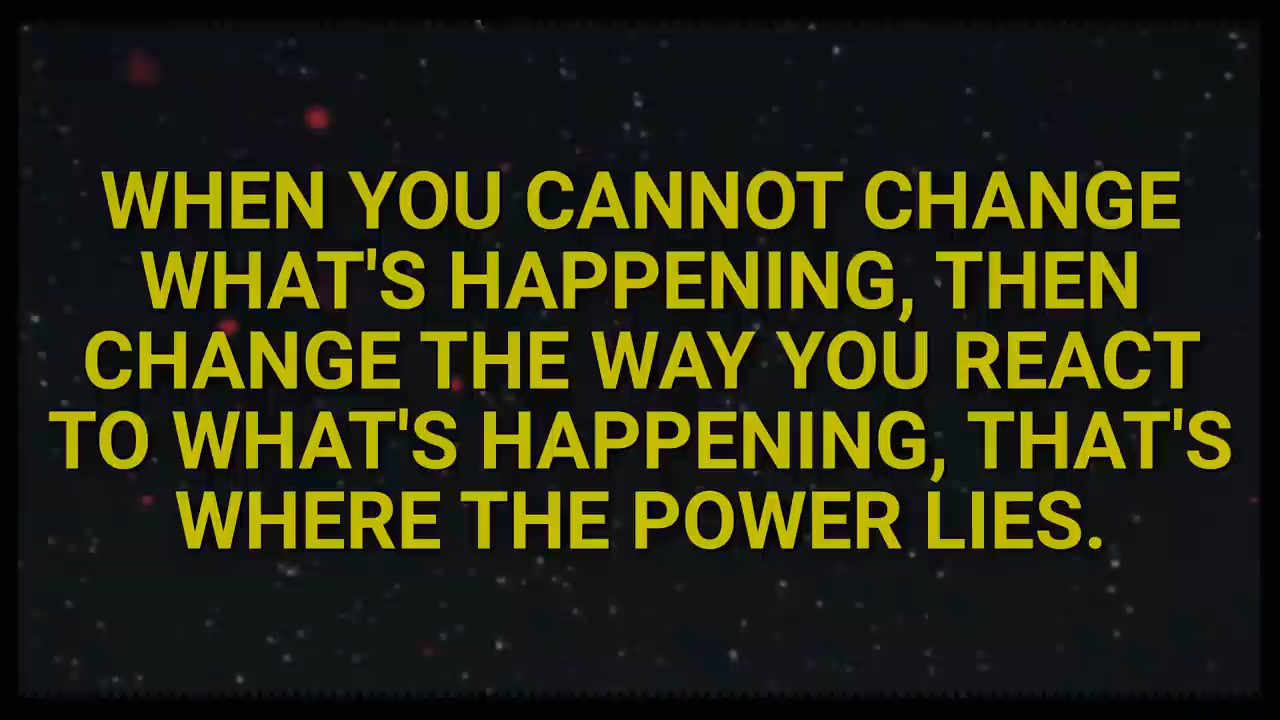 WHEN YOU CANNOT CHANGE
WHAT'S HAPPENING, THEN
CHANGE THE WAY YOU REACT
TO WHAT'S HAPPENING, THAT'S
WHERE THE POWER LIES.